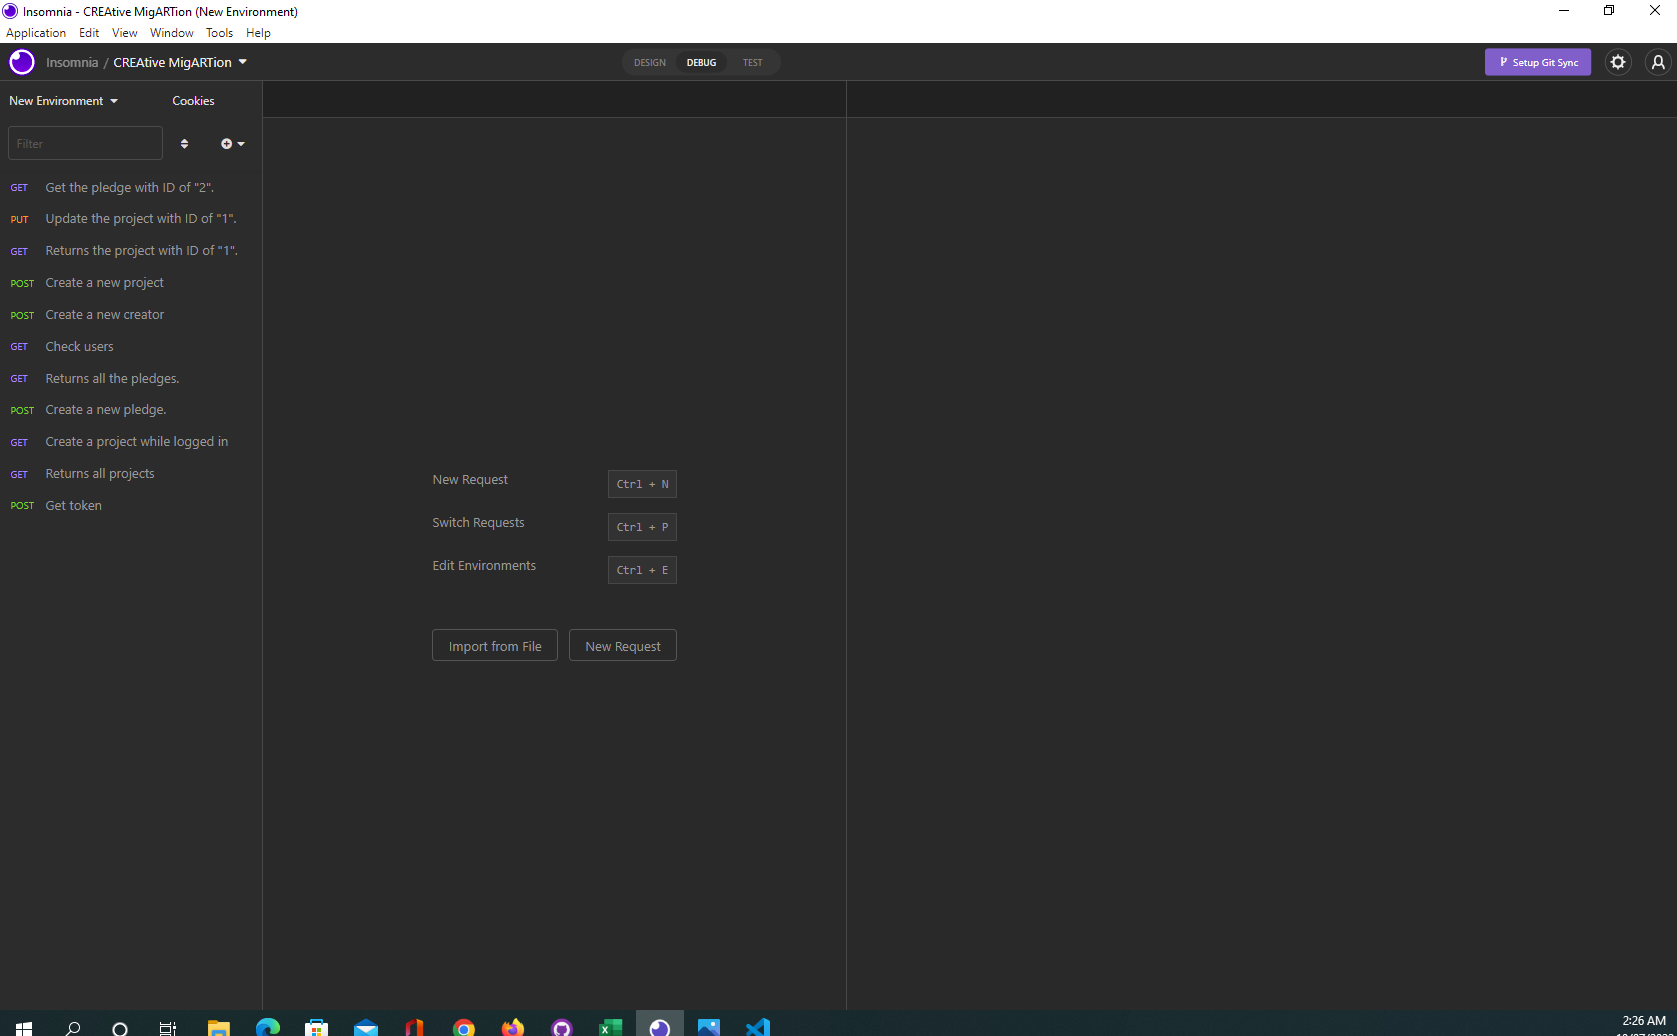 Insomnia - CREAtive MigARTion (New Environment)
Application Edit View Window Tools Help
Insomnia / CREAtive MigARTion
DESIGN DEBUG TEST
Setup Git Sync
New Environment Cookies
Filter
GET Get the pledge with ID of "2".
PUT Update the project with ID of "1".
GET Returns the project with ID of "1".
POST Create a new project
POST Create a new creator
GET Check users
GET Returns all the pledges.
POST Create a new pledge.
GET Create a project while logged in
GET Returns all projects
POST Get token
New Request Ctrl + N
Switch Requests Ctrl + P
Edit Environments Ctrl + E
Import from File New Request
2:26 AM